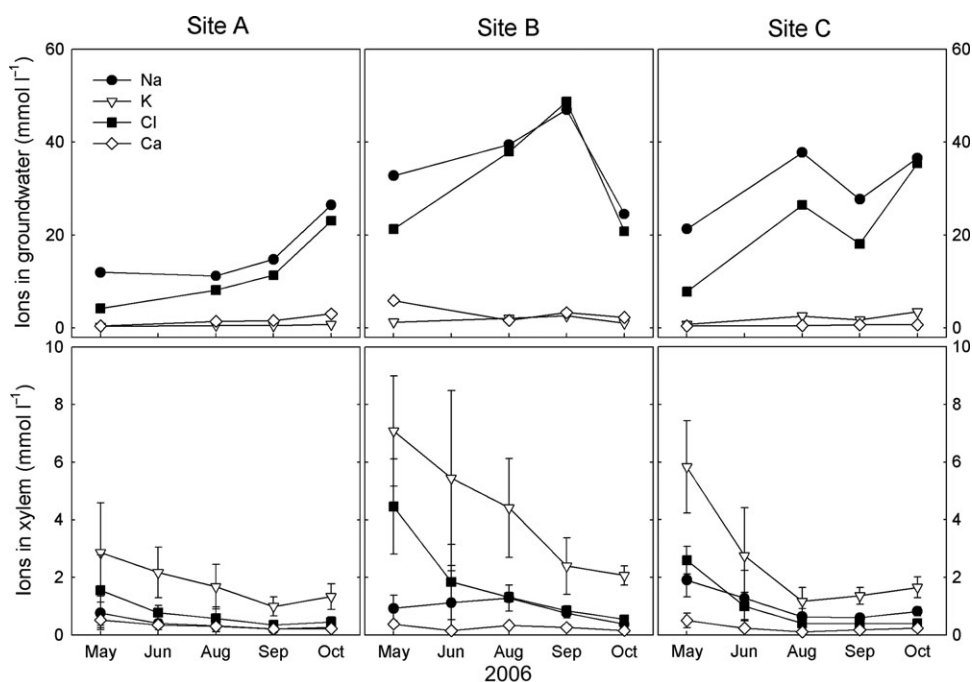 Site A Site B Site C
60 60
Na
K
Cl
Ca
40 40
20 20
0 0
Ions in groundwater (mmol l⁻¹)
10 10
8 8
6 6
4 4
2 2
0 0
Ions in xylem (mmol l⁻¹)
May Jun Aug Sep Oct May Jun Aug Sep Oct May Jun Aug Sep Oct
2006